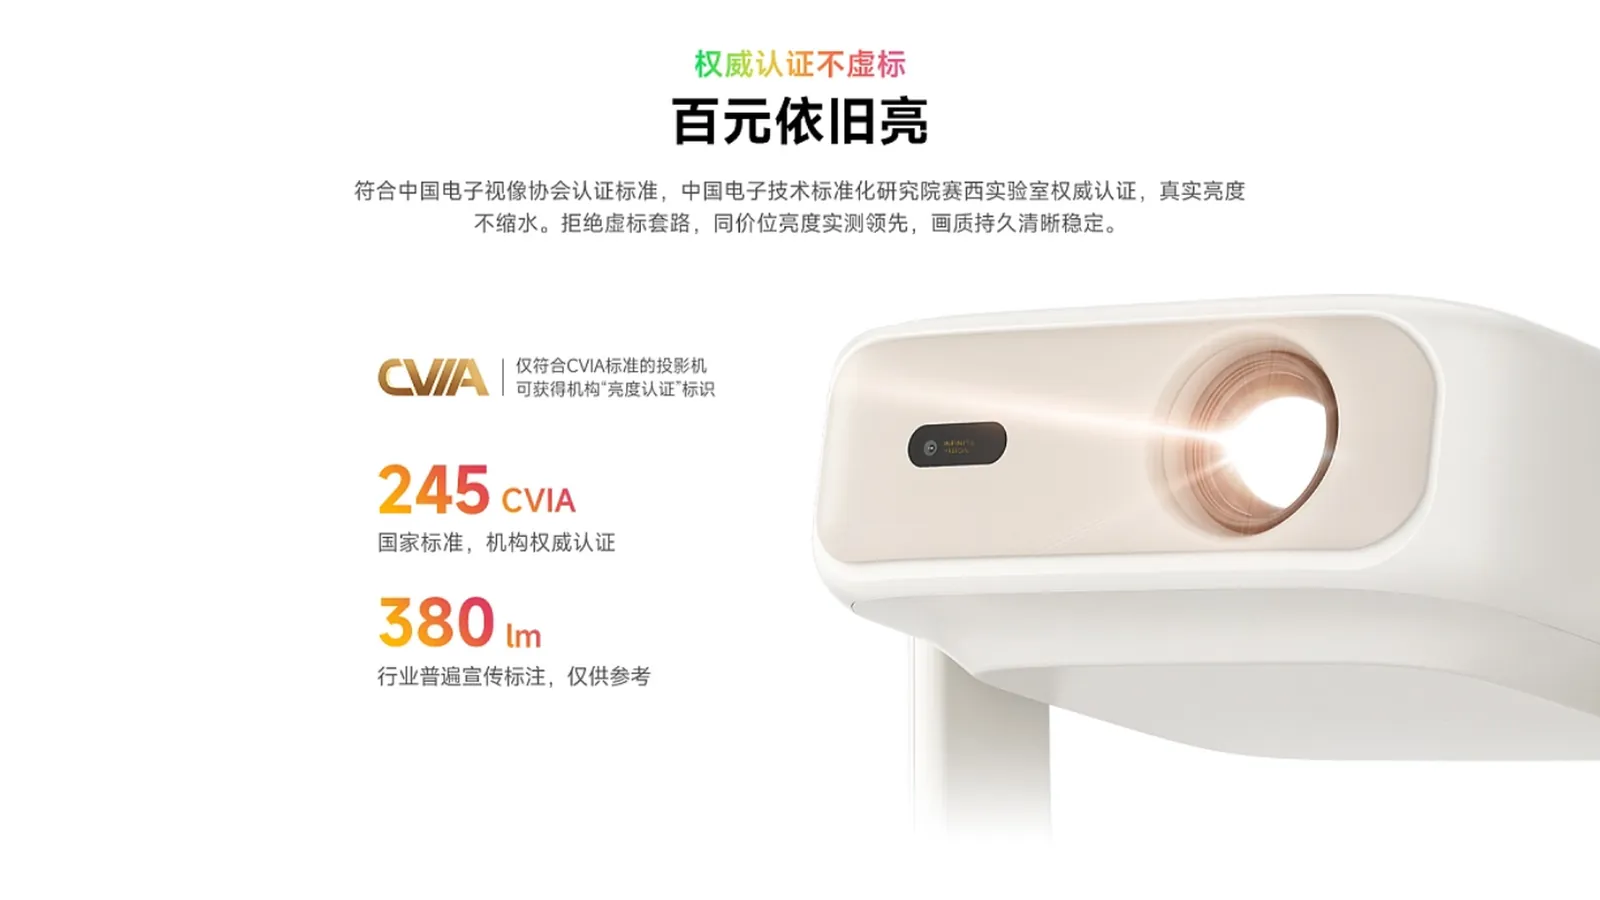 权威认证不虚标
百元依旧亮
符合中国电子视像协会认证标准，中国电子技术标准化研究院赛西实验室权威认证，真实亮度
不缩水。拒绝虚标套路，同价位亮度实测领先，画质持久清晰稳定。
CVIA
仅符合CVIA标准的投影机
可获得机构“亮度认证”标识
245 CVIA
国家标准，机构权威认证
380 lm
行业普遍宣传标注，仅供参考